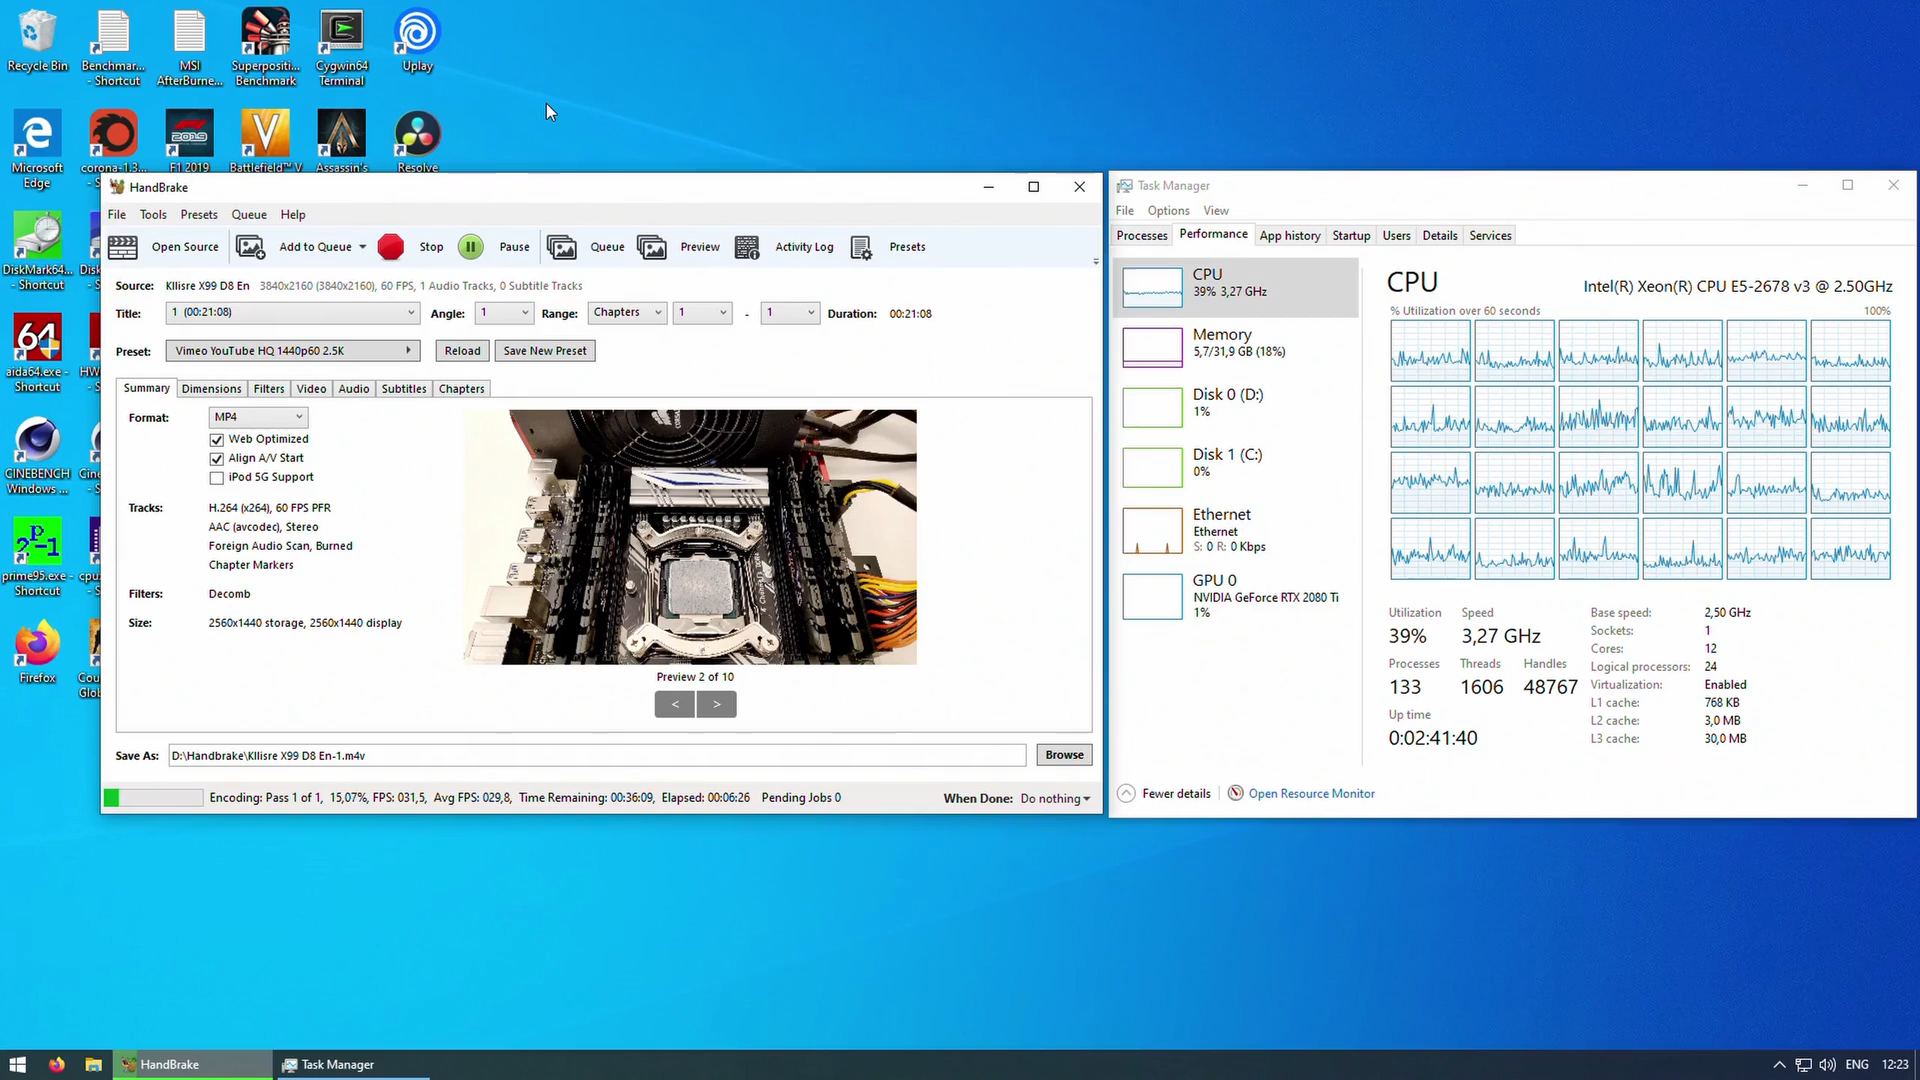 Recycle Bin
Benchmar...
- Shortcut
MSI
AfterBurne...
Superpositi...
Benchmark
Cygwin64
Terminal
Uplay
Microsoft
Edge
corona-1.3...
2019
F1 2019
Battlefield™ V
Assassin's
Resolve
DiskMark64...
- Shortcut
64
aida64.exe -
Shortcut
CINEBENCH
Windows ...
prime95.exe -
Shortcut
Firefox
HandBrake
File Tools Presets Queue Help
Open Source Add to Queue Stop Pause Queue Preview Activity Log Presets
Source: Kllisre X99 D8 En 3840x2160 (3840x2160), 60 FPS, 1 Audio Tracks, 0 Subtitle Tracks
Title: 1 (00:21:08) Angle: 1 Range: Chapters 1 - 1 Duration: 00:21:08
Preset: Vimeo YouTube HQ 1440p60 2.5K Reload Save New Preset
Summary Dimensions Filters Video Audio Subtitles Chapters
Format: MP4
Web Optimized
Align A/V Start
iPod 5G Support
Tracks: H.264 (x264), 60 FPS PFR
AAC (avcodec), Stereo
Foreign Audio Scan, Burned
Chapter Markers
Filters: Decomb
Size: 2560x1440 storage, 2560x1440 display
Preview 2 of 10
< >
Save As: D:\Handbrake\Kllisre X99 D8 En-1.m4v Browse
Encoding: Pass 1 of 1, 15,07%, FPS: 031,5, Avg FPS: 029,8, Time Remaining: 00:36:09, Elapsed: 00:06:26 Pending Jobs 0 When Done: Do nothing
Task Manager
File Options View
Processes Performance App history Startup Users Details Services
CPU
39% 3,27 GHz
Memory
5,7/31,9 GB (18%)
Disk 0 (D:)
1%
Disk 1 (C:)
0%
Ethernet
Ethernet
S: 0 R: 0 Kbps
GPU 0
NVIDIA GeForce RTX 2080 Ti
1%
CPU Intel(R) Xeon(R) CPU E5-2678 v3 @ 2.50GHz
% Utilization over 60 seconds 100%
Utilization Speed
39% 3,27 GHz
Processes Threads Handles
133 1606 48767
Up time
0:02:41:40
Base speed: 2,50 GHz
Sockets: 1
Cores: 12
Logical processors: 24
Virtualization: Enabled
L1 cache: 768 KB
L2 cache: 3,0 MB
L3 cache: 30,0 MB
Fewer details Open Resource Monitor
HandBrake
Task Manager
ENG 12:23